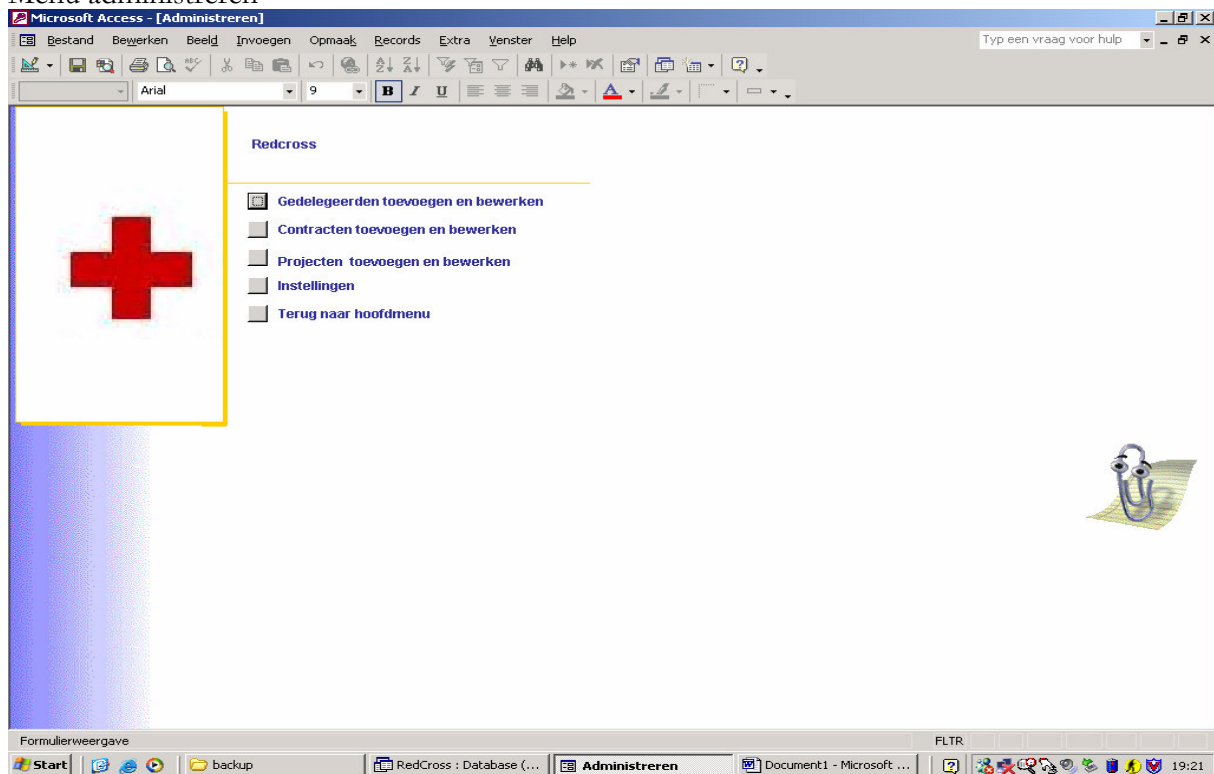 Menu administreren
Microsoft Access - [Administreren]
Bestand Bewerken Beeld Invoegen Opmaak Records Extra Venster Help Typ een vraag voor hulp
Arial 9 B I U
Redcross
Gedelegeerden toevoegen en bewerken
Contracten toevoegen en bewerken
Projecten toevoegen en bewerken
Instellingen
Terug naar hoofdmenu
Formulierweergave FLTR
Start backup RedCross : Database (... Administreren Document1 - Microsoft ... 19:21